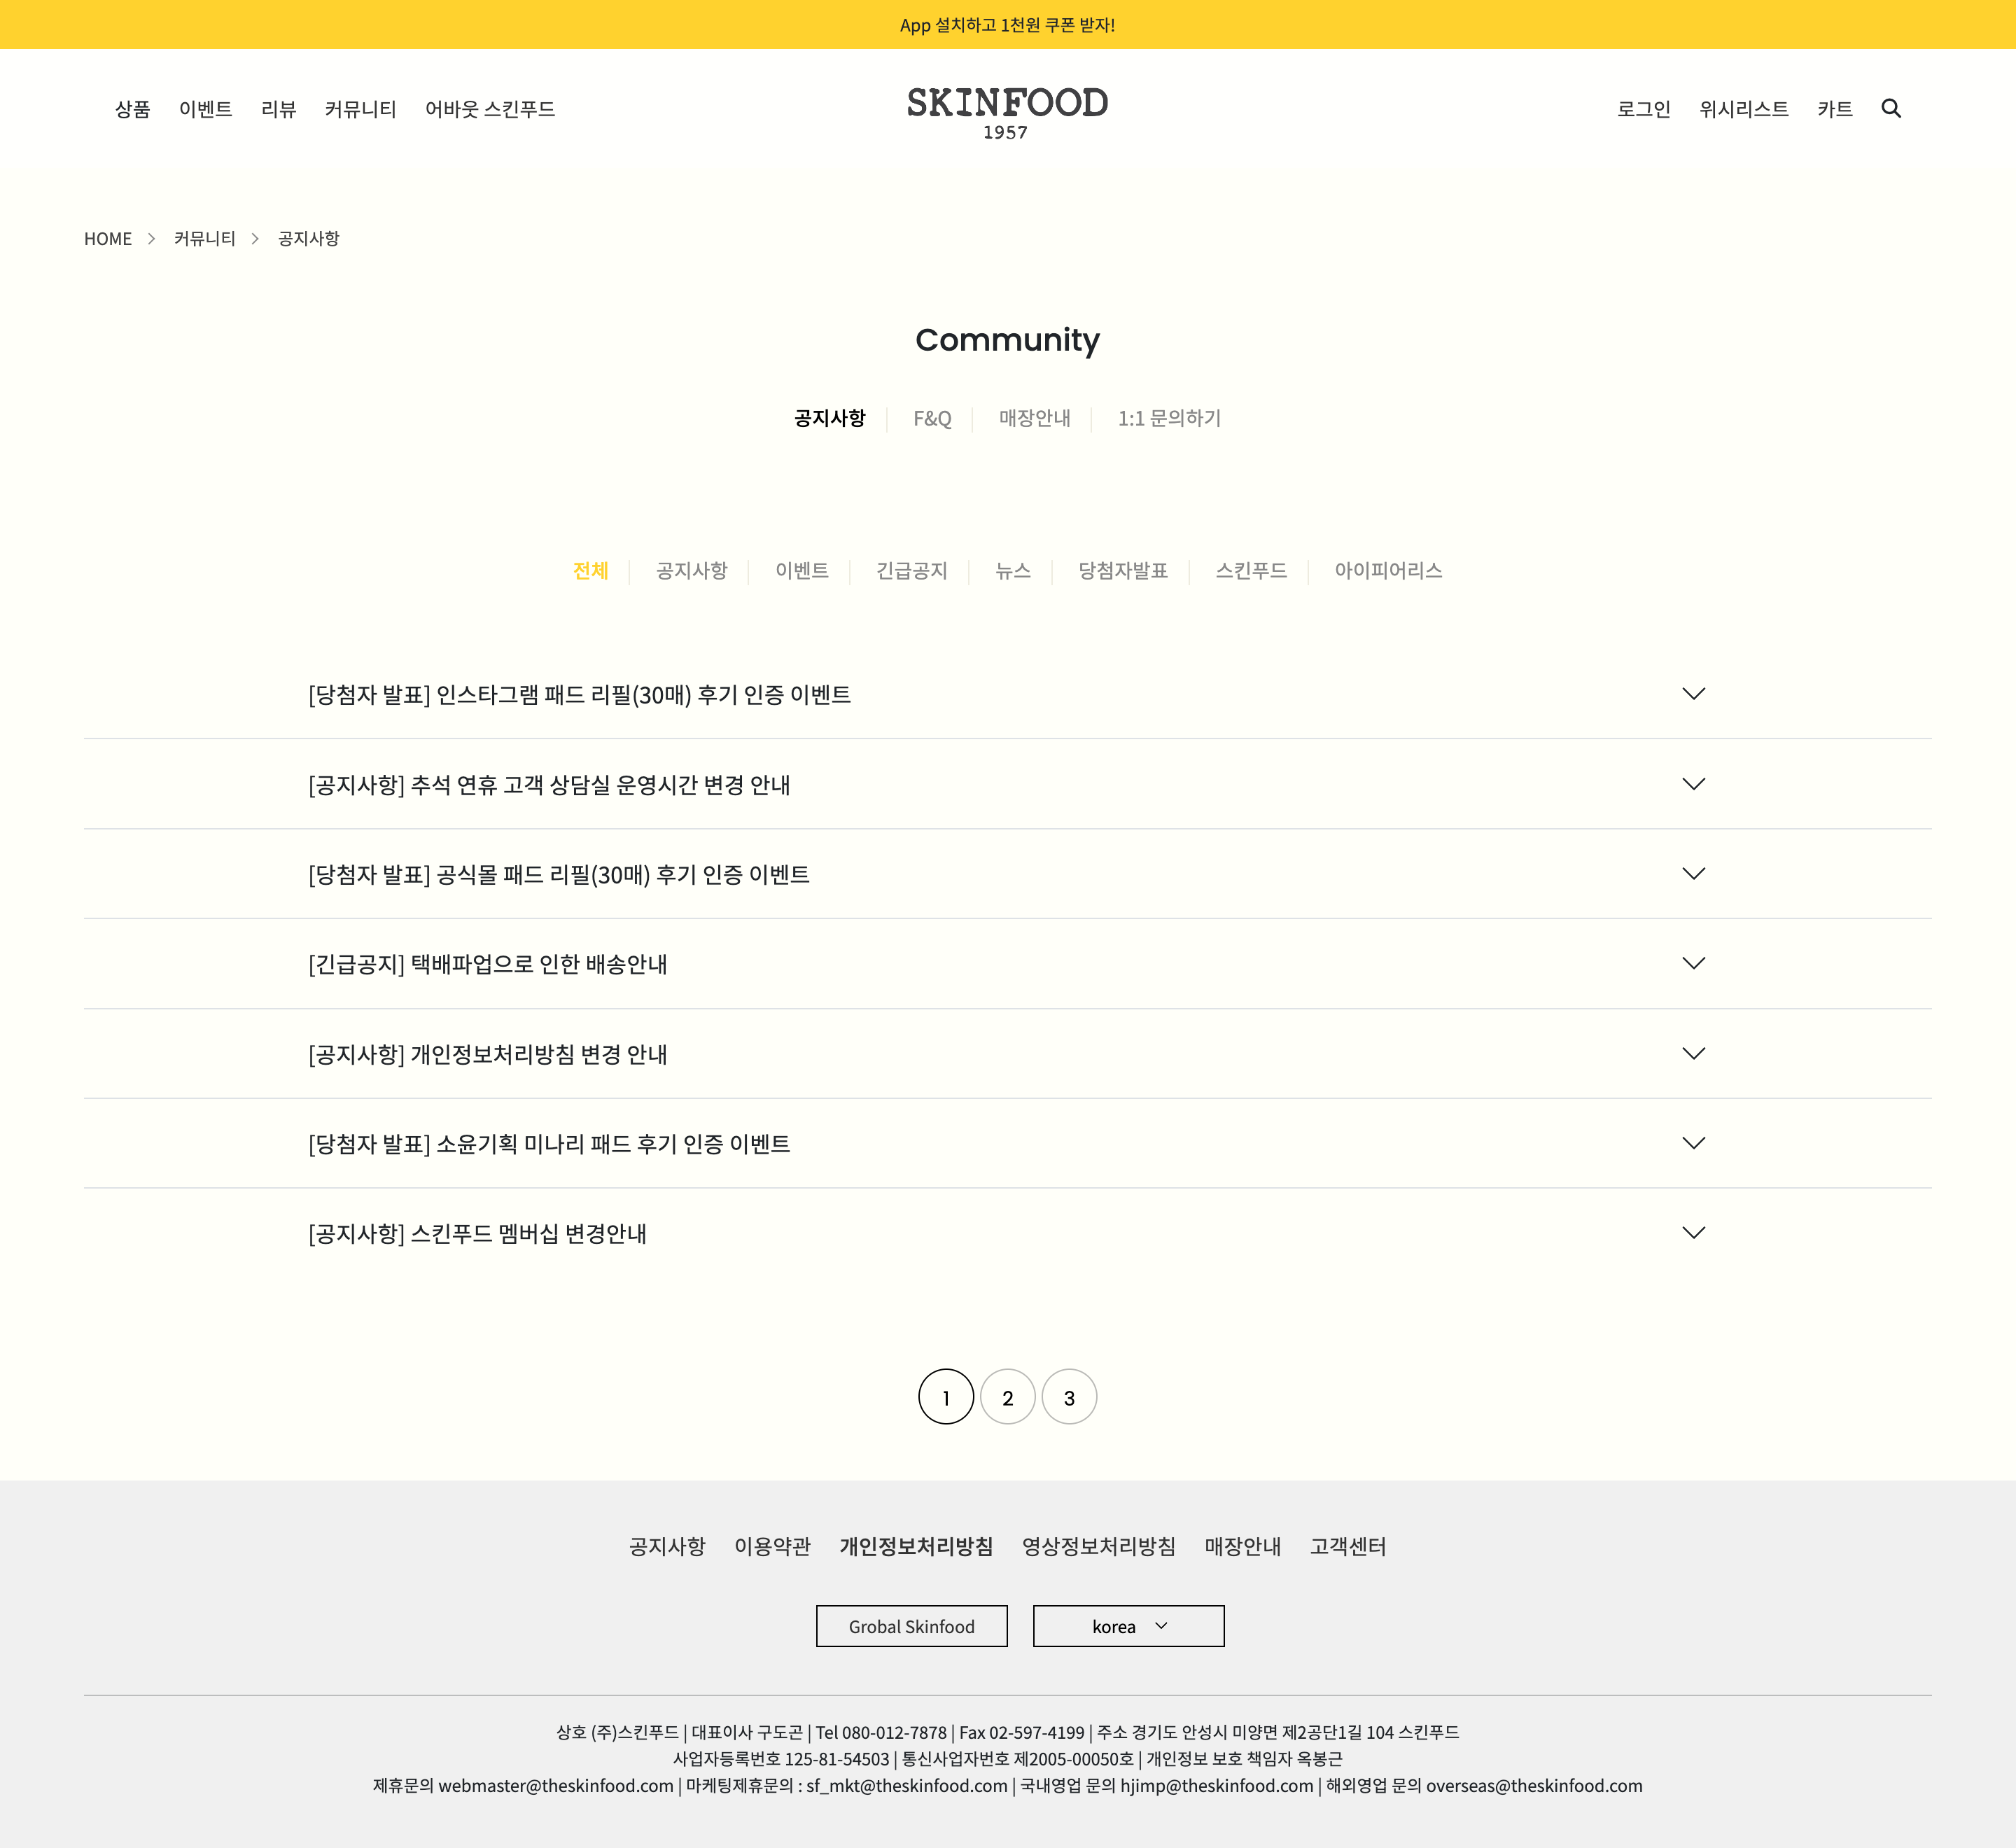 App 설치하고 1천원 쿠폰 받자!
상품 이벤트 리뷰 커뮤니티 어바웃 스킨푸드
SKINFOOD
1957
로그인 위시리스트 카트
HOME 커뮤니티 공지사항
Community
공지사항 F&Q 매장안내 1:1 문의하기
전체 공지사항 이벤트 긴급공지 뉴스 당첨자발표 스킨푸드 아이피어리스
[당첨자 발표] 인스타그램 패드 리필(30매) 후기 인증 이벤트
[공지사항] 추석 연휴 고객 상담실 운영시간 변경 안내
[당첨자 발표] 공식몰 패드 리필(30매) 후기 인증 이벤트
[긴급공지] 택배파업으로 인한 배송안내
[공지사항] 개인정보처리방침 변경 안내
[당첨자 발표] 소윤기획 미나리 패드 후기 인증 이벤트
[공지사항] 스킨푸드 멤버십 변경안내
1 2 3
공지사항 이용약관 개인정보처리방침 영상정보처리방침 매장안내 고객센터
Grobal Skinfood korea
상호 (주)스킨푸드 | 대표이사 구도곤 | Tel 080-012-7878 | Fax 02-597-4199 | 주소 경기도 안성시 미양면 제2공단1길 104 스킨푸드
사업자등록번호 125-81-54503 | 통신사업자번호 제2005-00050호 | 개인정보 보호 책임자 옥봉근
제휴문의 webmaster@theskinfood.com | 마케팅제휴문의 : sf_mkt@theskinfood.com | 국내영업 문의 hjimp@theskinfood.com | 해외영업 문의 overseas@theskinfood.com